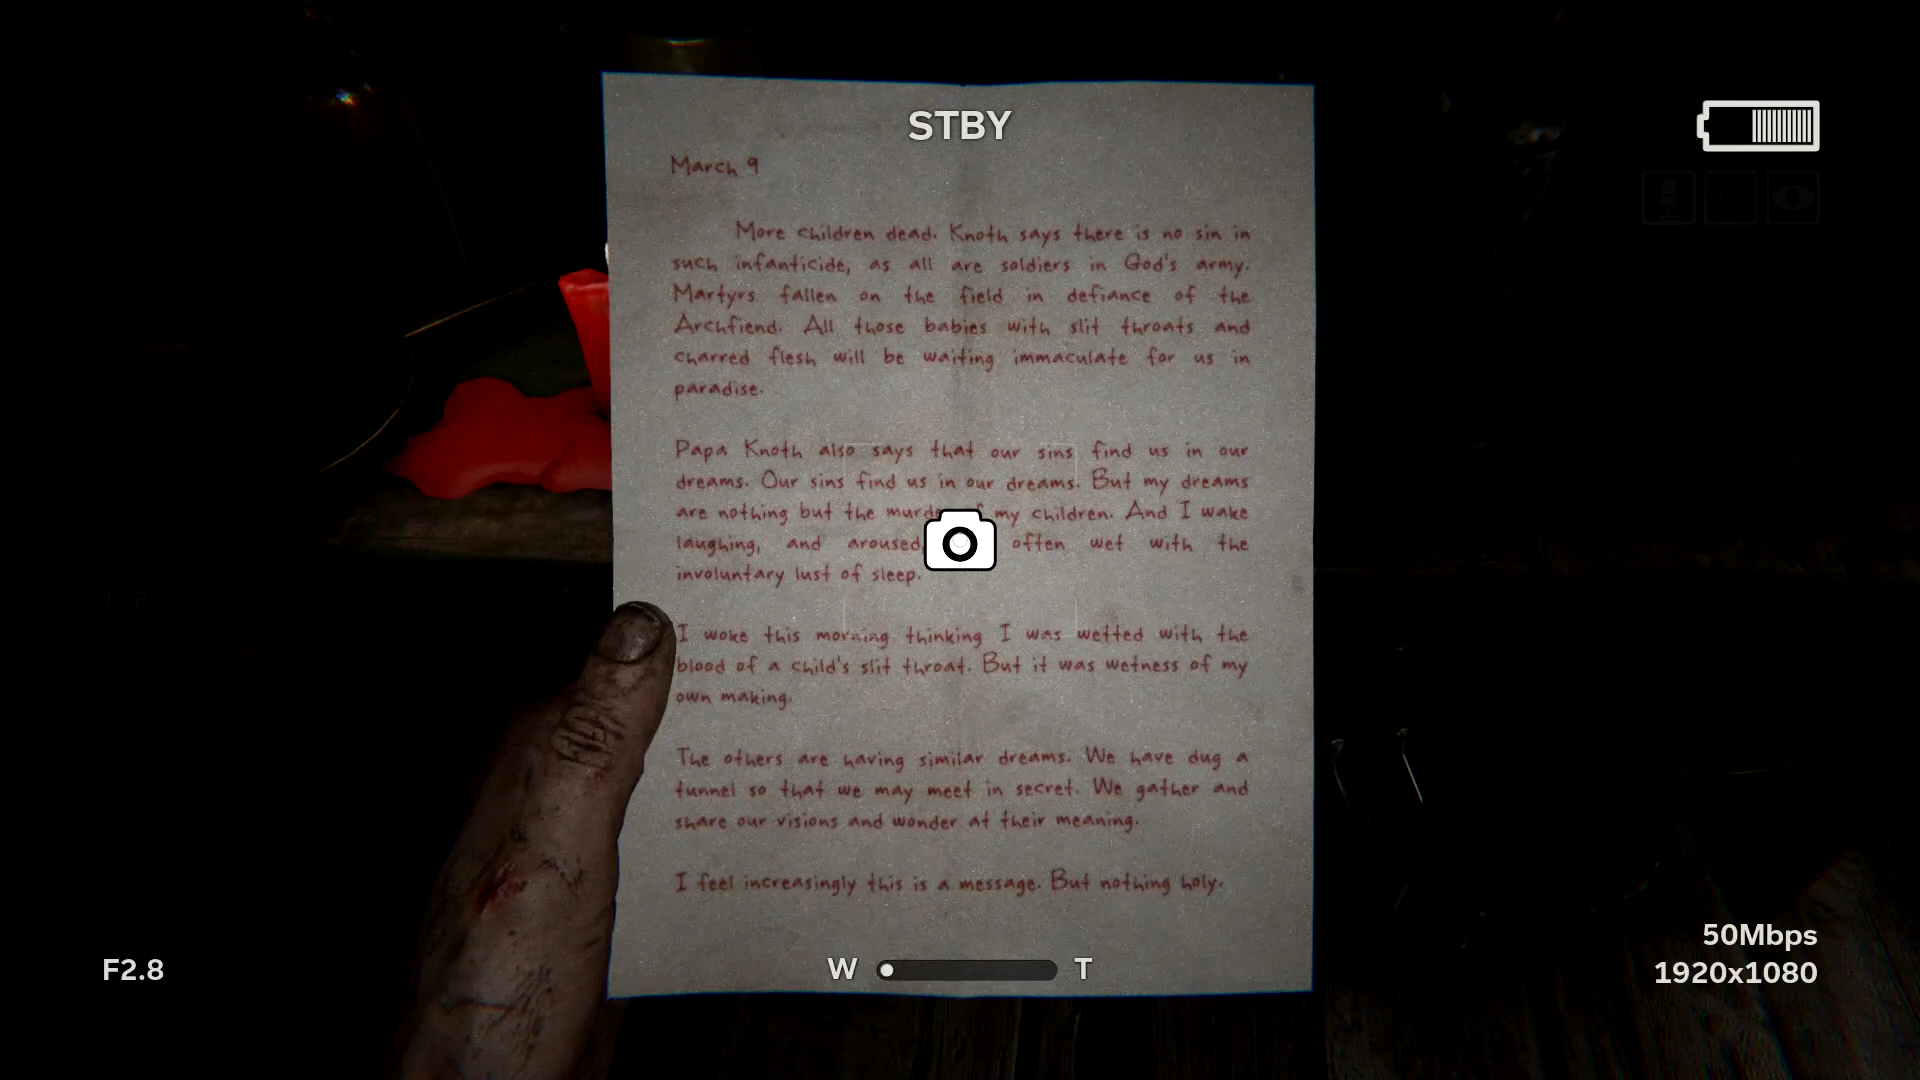 STBY
March 9
More children dead. Knoth says there is no sin in
such infanticide, as all are soldiers in God's army.
Martyrs fallen on the field in defiance of the
Archfiend. All those babies with slit throats and
charred flesh will be waiting immaculate for us in
paradise.
Papa Knoth also says that our sins find us in our
dreams. Our sins find us in our dreams. But my dreams
are nothing but the my children. And I wake
laughing, and aroused, often wet with the
involuntary lust of sleep.
I woke this morning thinking I was wetted with the
blood of a child's slit throat. But it was wetness of my
own making.
The others are having similar dreams. We have dug a
tunnel so that we may meet in secret. We gather and
share our visions and wonder at their meaning.
I feel increasingly this is a message. But nothing holy.
L R
F2.8
W T
50Mbps
1920x1080